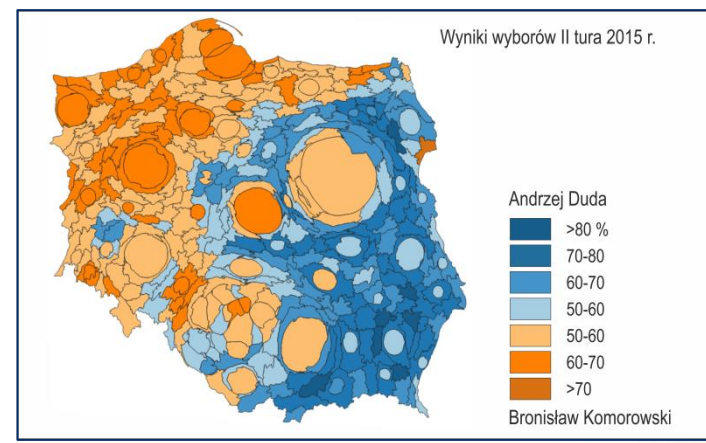 Wyniki wyborów II tura 2015 r.
Andrzej Duda
>80 %
70-80
60-70
50-60
50-60
60-70
>70
Bronisław Komorowski